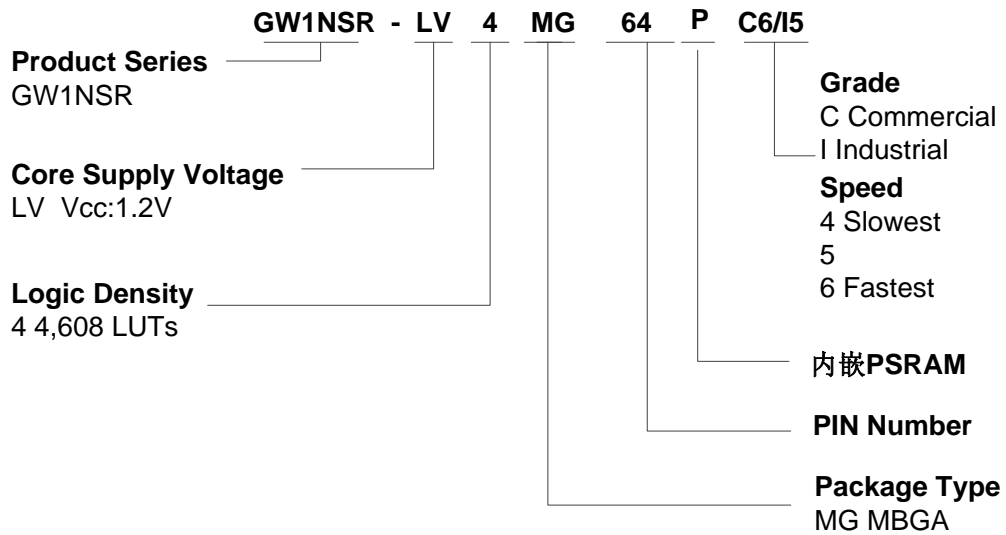 GW1NSR - LV 4 MG 64 P C6/I5
Product Series
GW1NSR
Core Supply Voltage
LV Vcc:1.2V
Logic Density
4 4,608 LUTs
Grade
C Commercial
I Industrial
Speed
4 Slowest
5
6 Fastest
内嵌PSRAM
PIN Number
Package Type
MG MBGA